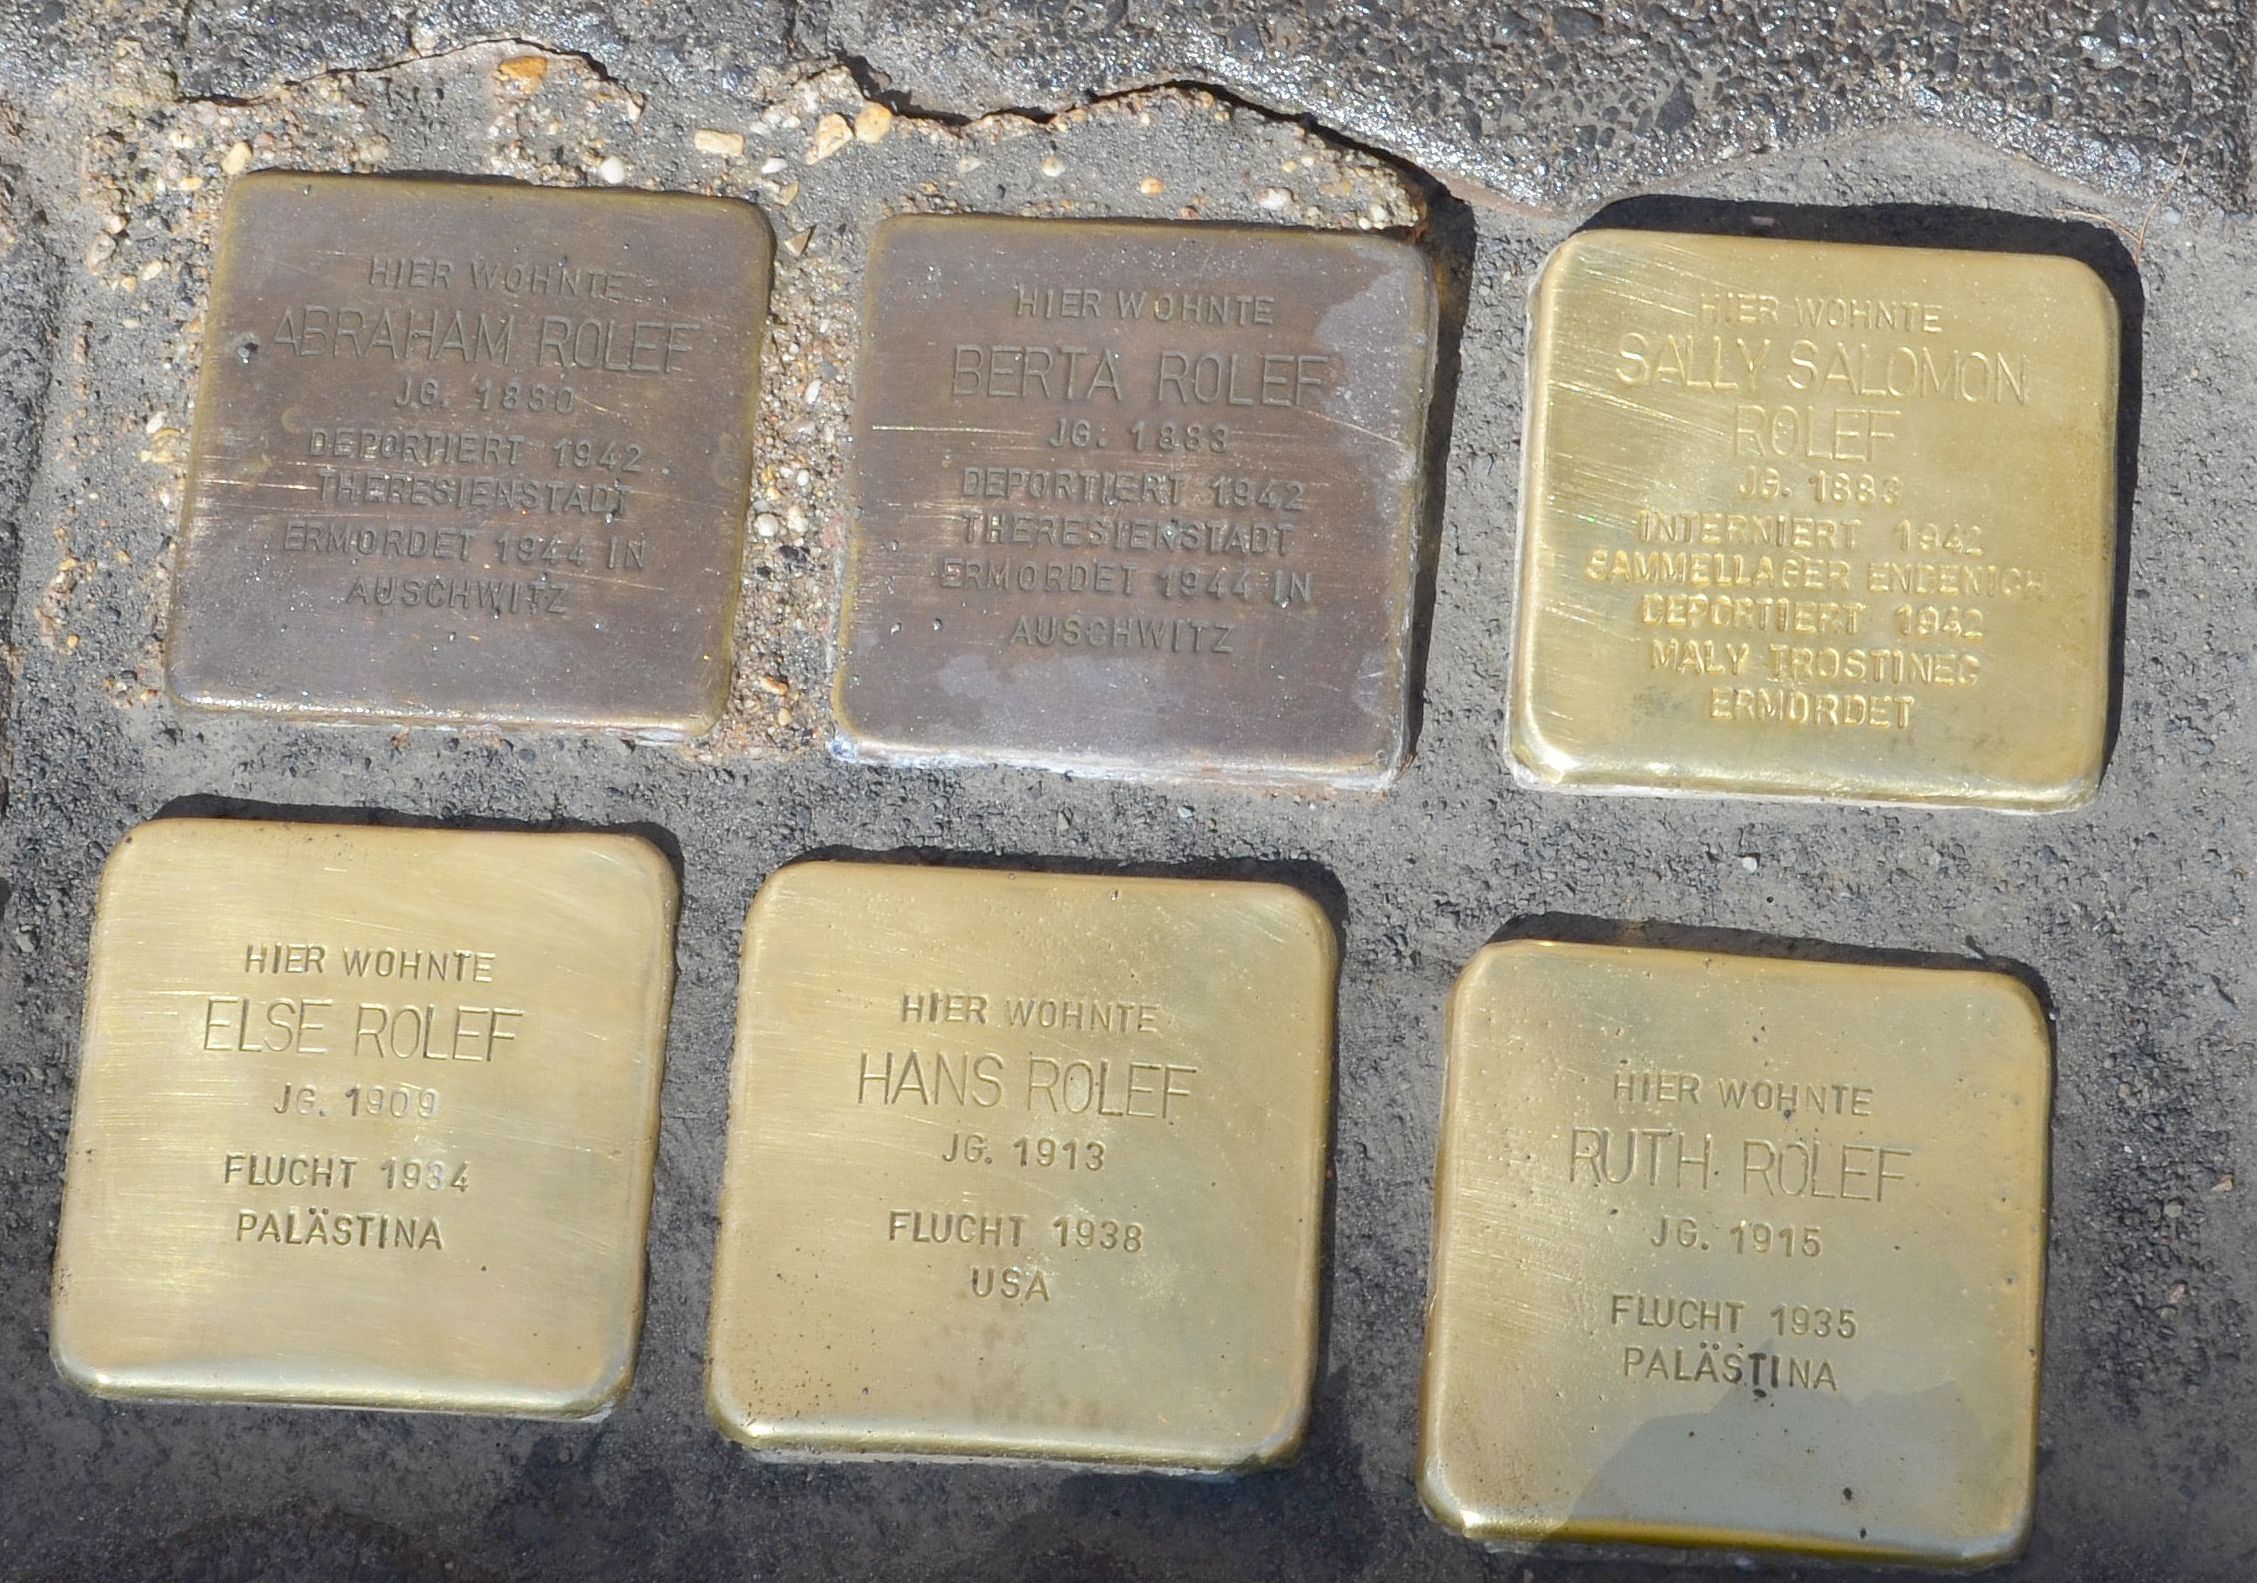 HIER WOHNTE
ABRAHAM ROLEF
JG. 1880
DEPORTIERT 1942
THERESIENSTADT
ERMORDET 1944 IN
AUSCHWITZ
HIER WOHNTE
BERTA ROLEF
JG. 1883
DEPORTIERT 1942
THERESIENSTADT
ERMORDET 1944 IN
AUSCHWITZ
HIER WOHNTE
SALLY SALOMON
ROLEF
JG. 1883
INTERNIERT 1942
SAMMELLAGER ENDENICH
DEPORTIERT 1942
MALY TROSTINEC
ERMORDET
HIER WOHNTE
ELSE ROLEF
JG. 1909
FLUCHT 1934
PALÄSTINA
HIER WOHNTE
HANS ROLEF
JG. 1913
FLUCHT 1938
USA
HIER WOHNTE
RUTH ROLEF
JG. 1915
FLUCHT 1935
PALÄSTINA